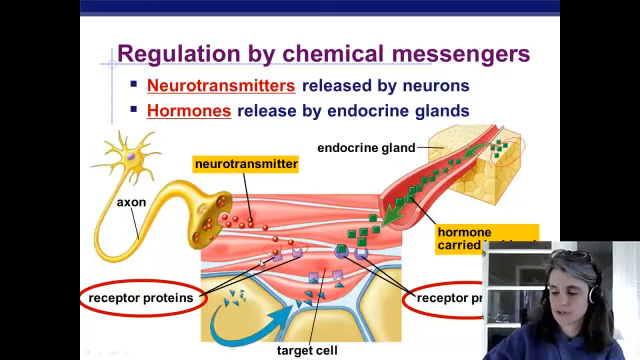 Regulation by chemical messengers
Neurotransmitters released by neurons
Hormones release by endocrine glands
endocrine gland
neurotransmitter
axon
hormone
carried
receptor proteins
receptor
target cell